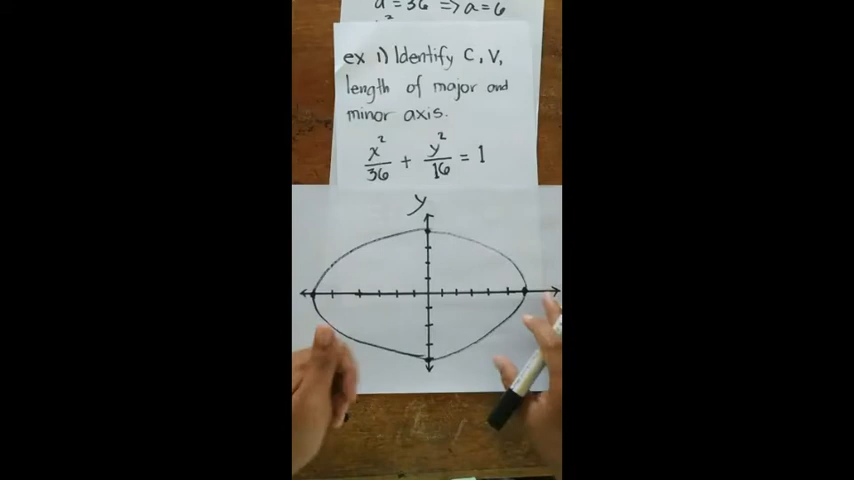 a = 36 => a = 6
ex 1) Identify C, V,
length of major and
minor axis.
x²/36 + y²/16 = 1
y